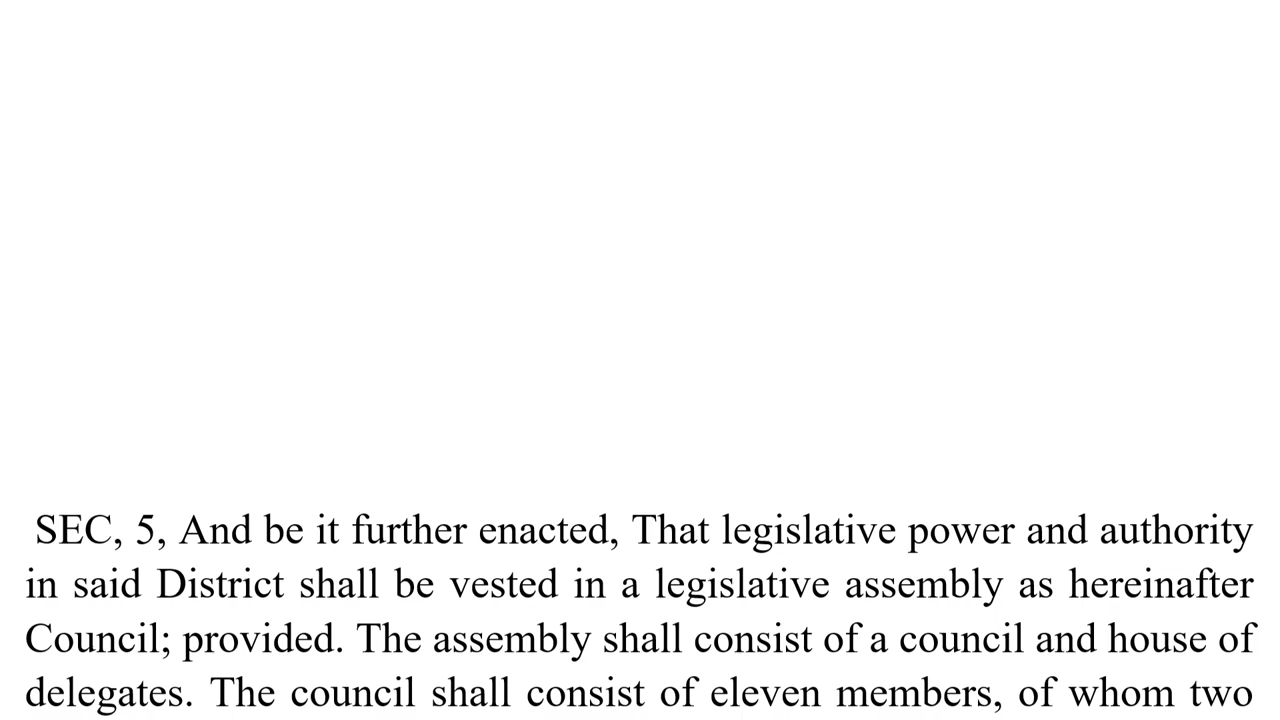 SEC, 5, And be it further enacted, That legislative power and authority
in said District shall be vested in a legislative assembly as hereinafter
Council; provided. The assembly shall consist of a council and house of
delegates. The council shall consist of eleven members, of whom two